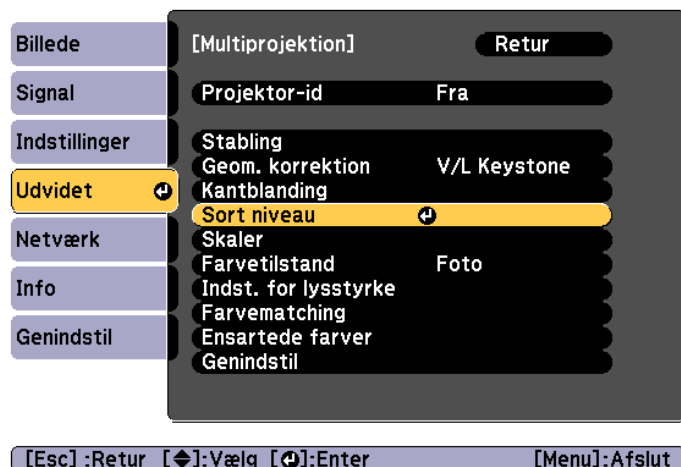 Billede
Signal
Indstillinger
Udvidet
Netværk
Info
Genindstil
[Multiprojektion] Retur
Projektor-id Fra
Stabling
Geom. korrektion V/L Keystone
Kantblanding
Sort niveau
Skaler
Farvetilstand Foto
Indst. for lysstyrke
Farvematching
Ensartede farver
Genindstil
[Esc] :Retur [◆]:Vælg [↵]:Enter [Menu]:Afslut